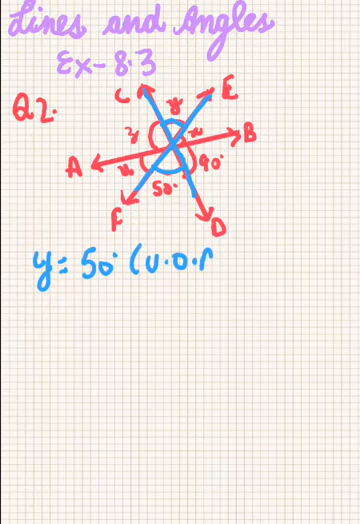 Lines and Angles
Ex-8.3
Q2.
C
E
y
z
x
B
A
u
90°
50°
F
D
y = 50° (v.o.